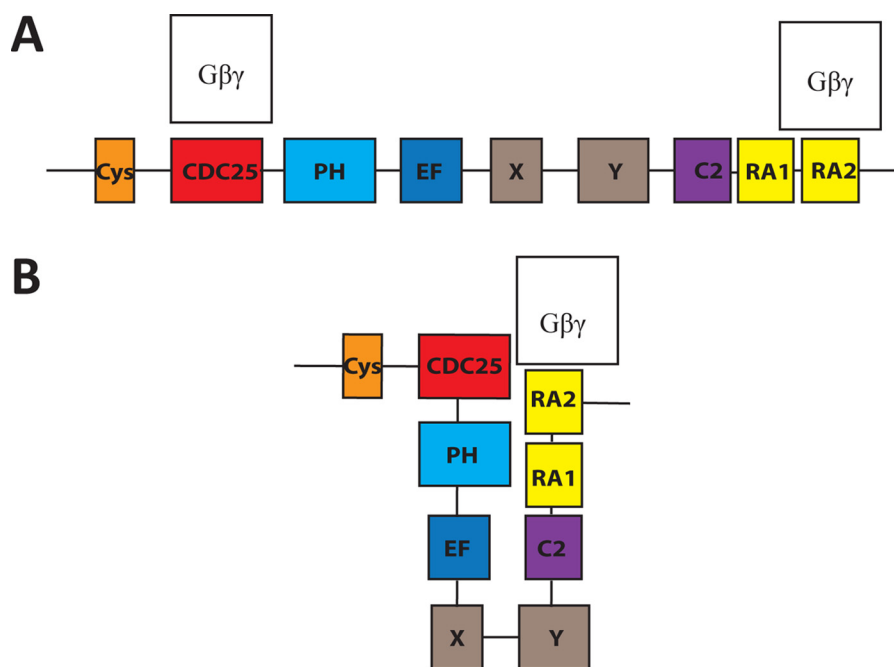 A
Gβγ
Gβγ
Cys CDC25 PH EF X Y C2 RA1 RA2
B
Gβγ
Cys CDC25
RA2
PH
RA1
EF C2
X Y